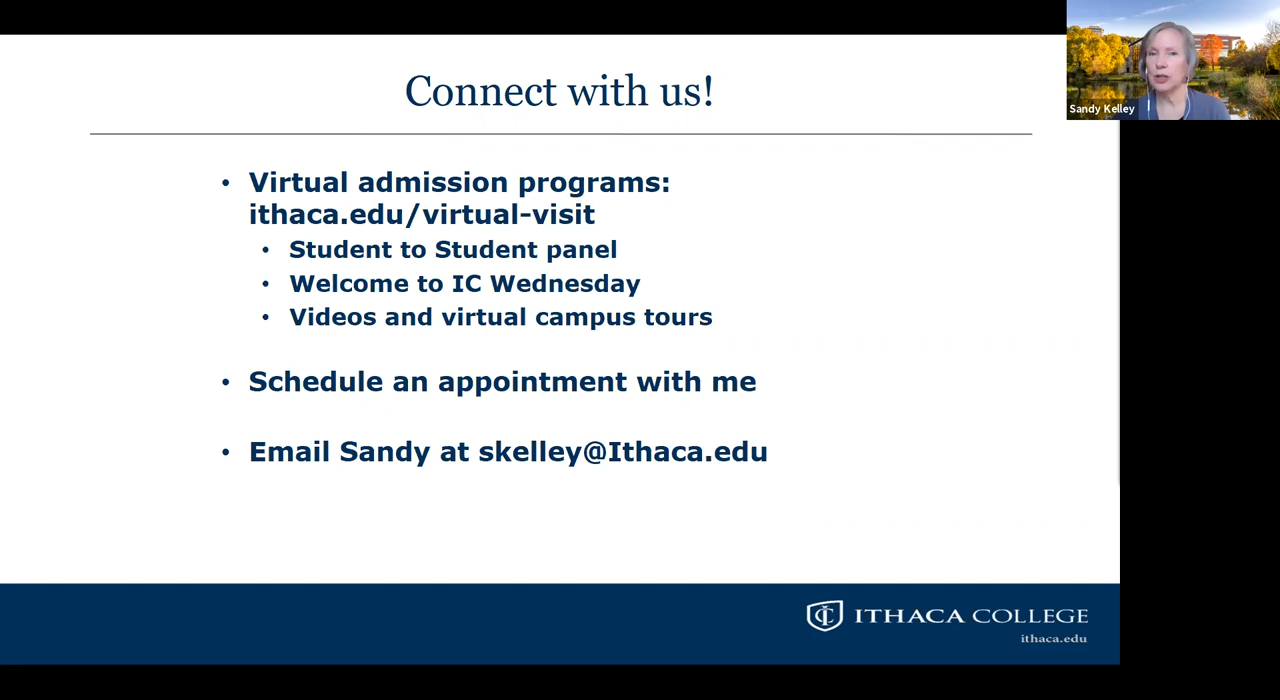 Connect with us!
Sandy Kelley
• Virtual admission programs:
ithaca.edu/virtual-visit
• Student to Student panel
• Welcome to IC Wednesday
• Videos and virtual campus tours
• Schedule an appointment with me
• Email Sandy at skelley@Ithaca.edu
ITHACA COLLEGE
ithaca.edu